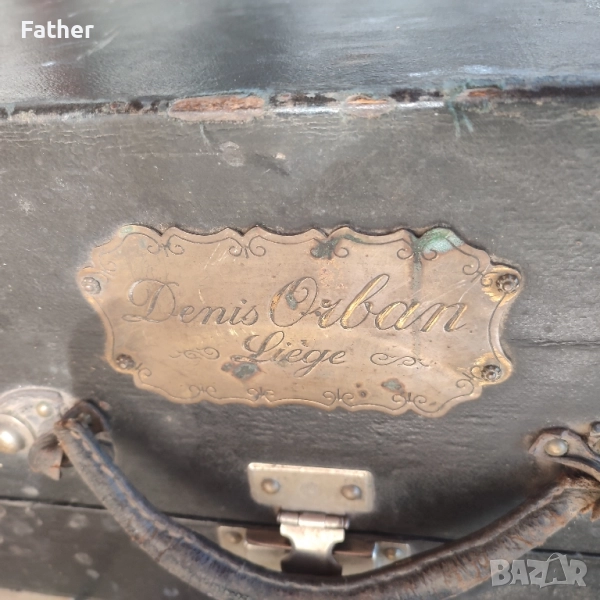 Father
Denis Orban
Liège
BAZAR